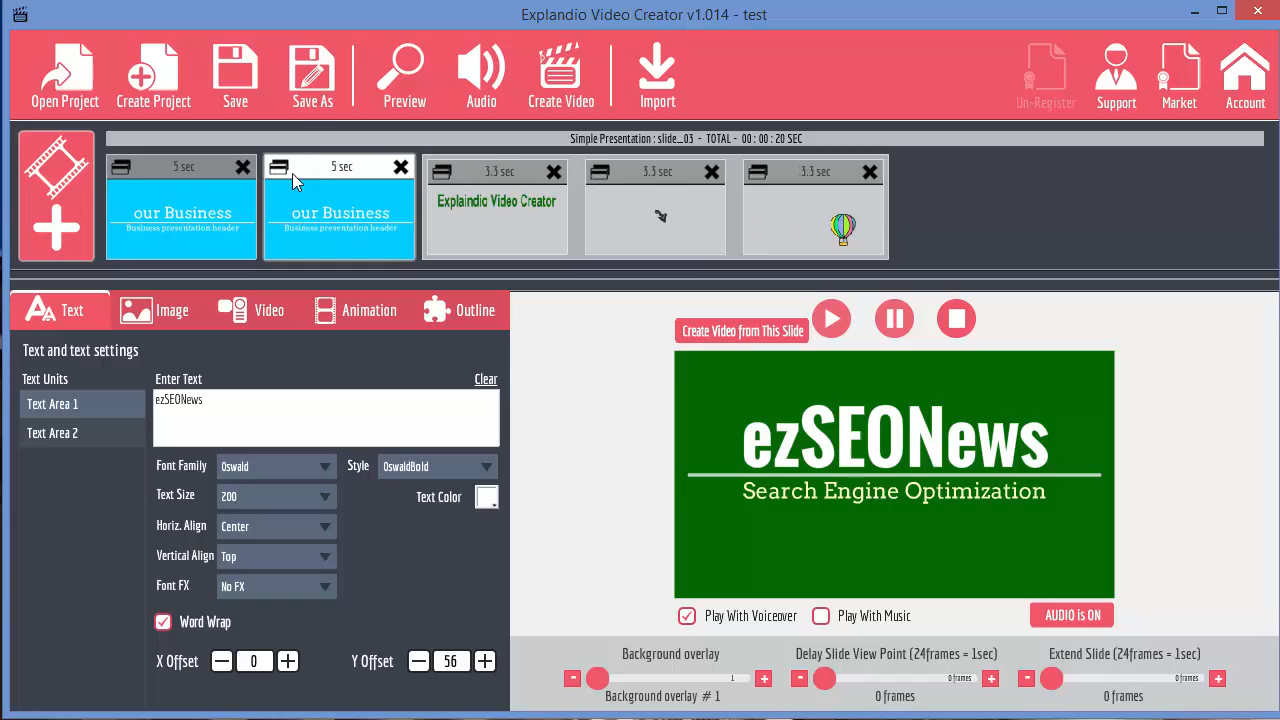 Explandio Video Creator v1.014 - test
Open Project
Create Project
Save
Save As
Preview
Audio
Create Video
Import
Un-Register
Support
Market
Account
Simple Presentation : slide_03 - TOTAL - 00 : 00 : 20 SEC
5 sec
5 sec
3.3 sec
3.3 sec
3.3 sec
our Business
Business presentation header
our Business
Business presentation header
Explaindio Video Creator
Text
Image
Video
Animation
Outline
Text and text settings
Text Units
Enter Text
Clear
Text Area 1
Text Area 2
ezSEONews
Font Family
Oswald
Style
OswaldBold
Text Size
200
Text Color
Horiz. Align
Center
Vertical Align
Top
Font FX
No FX
Word Wrap
X Offset
0
Y Offset
56
Create Video from This Slide
ezSEONews
Search Engine Optimization
Play With Voiceover
Play With Music
AUDIO is ON
Background overlay
Delay Slide View Point (24frames = 1sec)
Extend Slide (24frames = 1sec)
1
0 frames
0 frames
Background overlay # 1
0 frames
0 frames